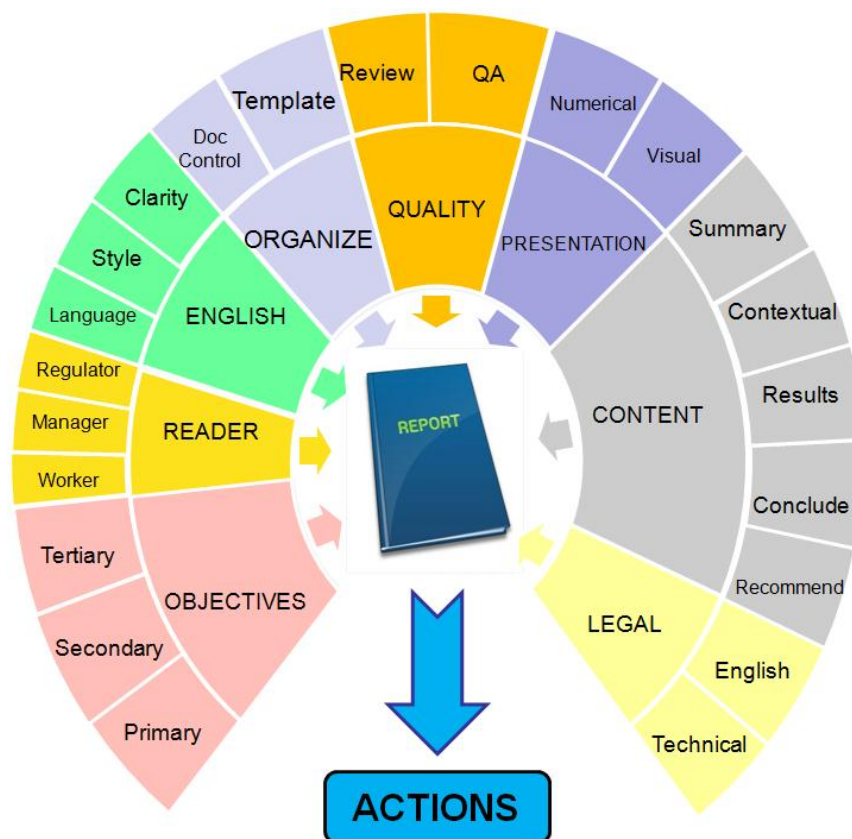 Review
QA
Template
Numerical
Doc
Control
Visual
Clarity
QUALITY
Summary
ORGANIZE
PRESENTATION
Style
Contextual
Language
ENGLISH
Regulator
Results
Manager
READER
REPORT
CONTENT
Worker
Conclude
Tertiary
Recommend
OBJECTIVES
LEGAL
Secondary
English
Primary
Technical
ACTIONS